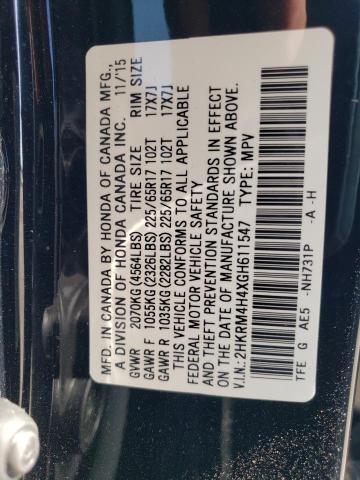 MFD. IN CANADA BY HONDA OF CANADA MFG.,
A DIVISION OF HONDA CANADA INC. 11/15
GVWR 2070KG(4564LBS) TIRE SIZE RIM SIZE
GAWR F 1055KG(2326LBS) 225/65R17 102T 17X7J
GAWR R 1035KG(2282LBS) 225/65R17 102T 17X7J
THIS VEHICLE CONFORMS TO ALL APPLICABLE
FEDERAL MOTOR VEHICLE SAFETY
AND THEFT PREVENTION STANDARDS IN EFFECT
ON THE DATE OF MANUFACTURE SHOWN ABOVE.
V.I.N.: 2HKRM4H4XGH611547 TYPE: MPV
TFE G AE5 -NH731P -A -H